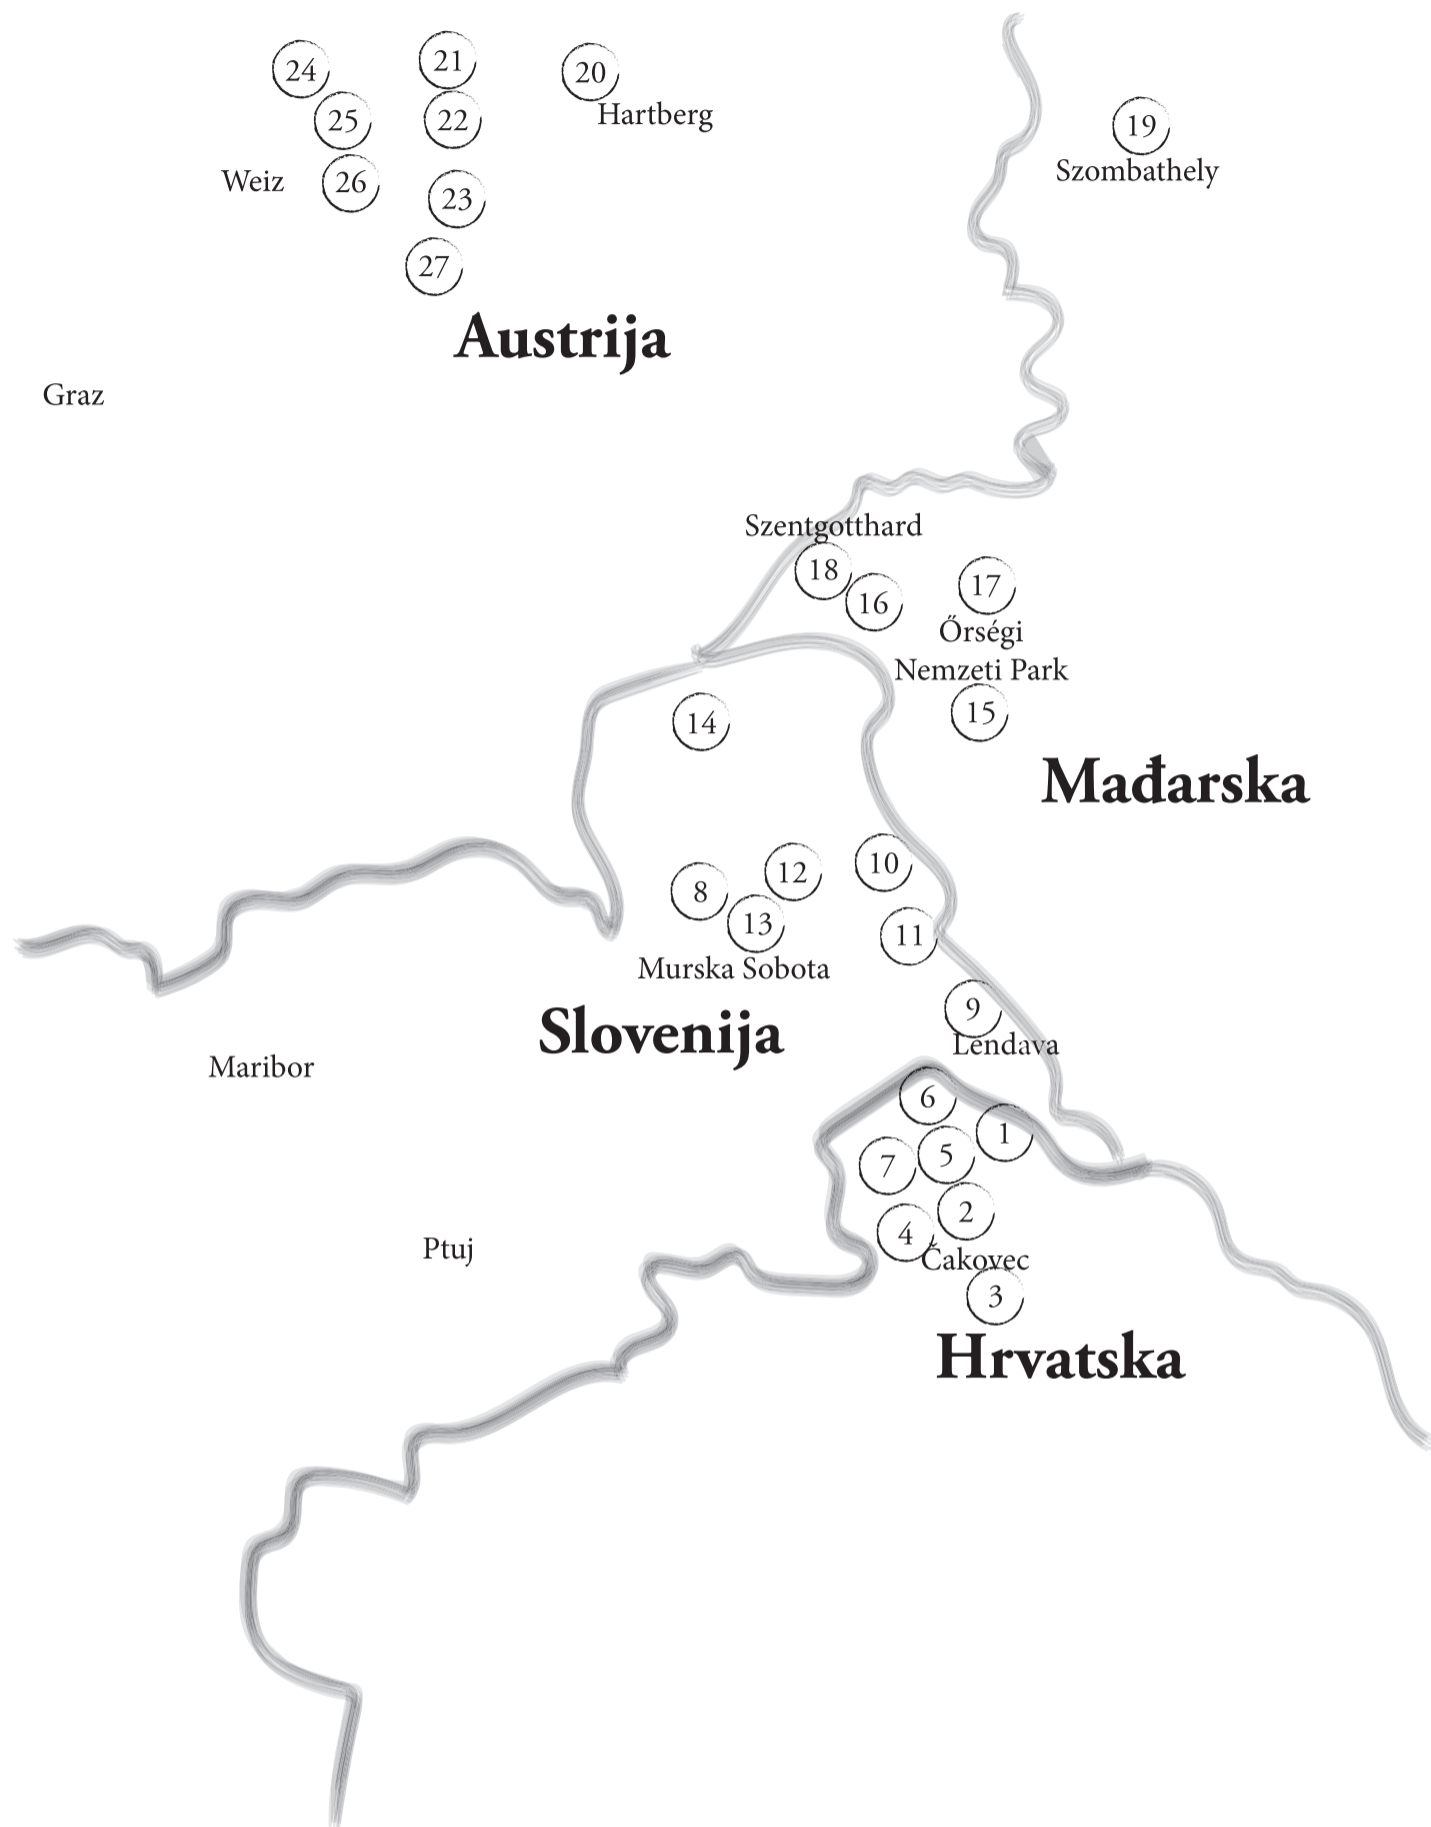 21
24
20
Hartberg
25
22
19
Szombathely
Weiz
26
23
27
Austrija
Graz
Szentgotthard
18
16
17
Őrségi
Nemzeti Park
15
14
Mađarska
10
12
8
13
11
Murska Sobota
9
Slovenija
Lendava
Maribor
6
1
5
7
2
4
Ptuj
Čakovec
3
Hrvatska